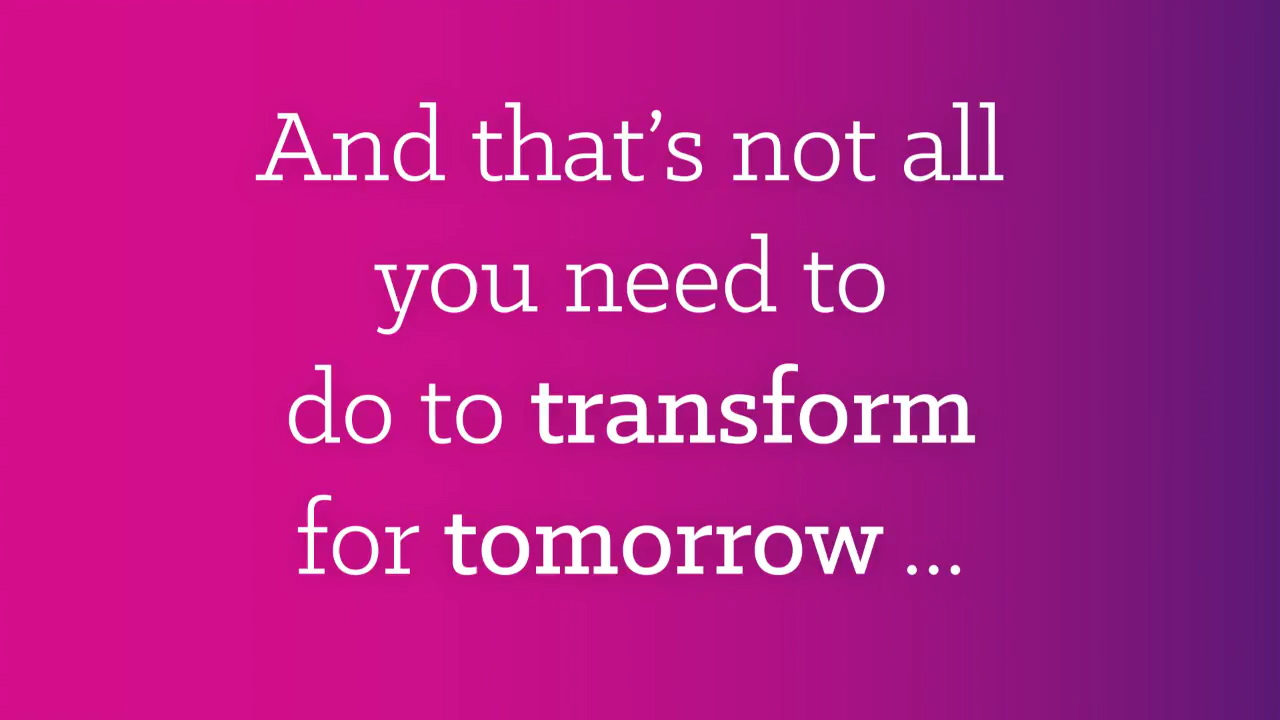 And that’s not all
you need to
do to transform
for tomorrow ...